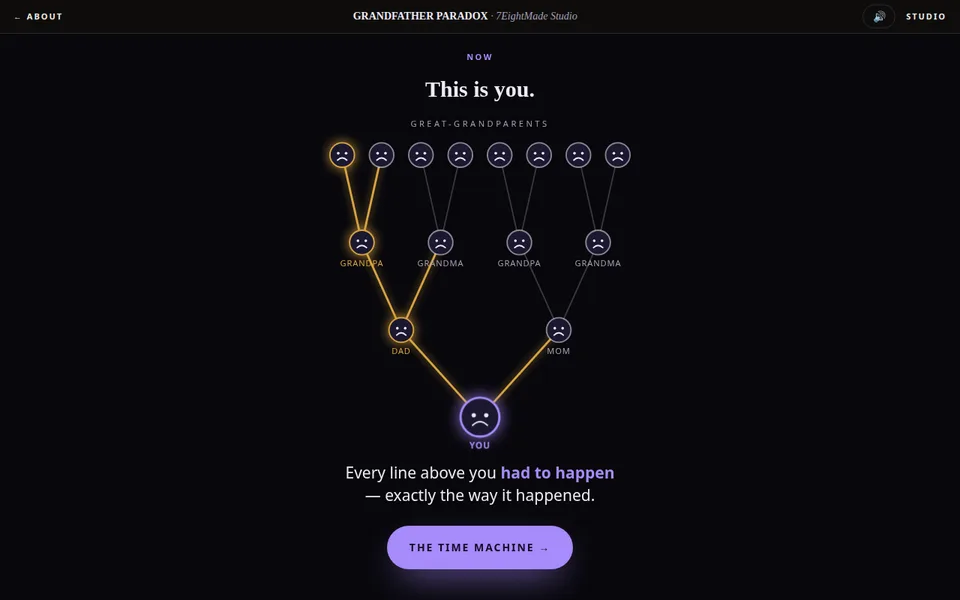 ← ABOUT
GRANDFATHER PARADOX · 7EightMade Studio
STUDIO
NOW
This is you.
GREAT-GRANDPARENTS
GRANDPA GRANDMA GRANDPA GRANDMA
DAD MOM
YOU
Every line above you had to happen
— exactly the way it happened.
THE TIME MACHINE →